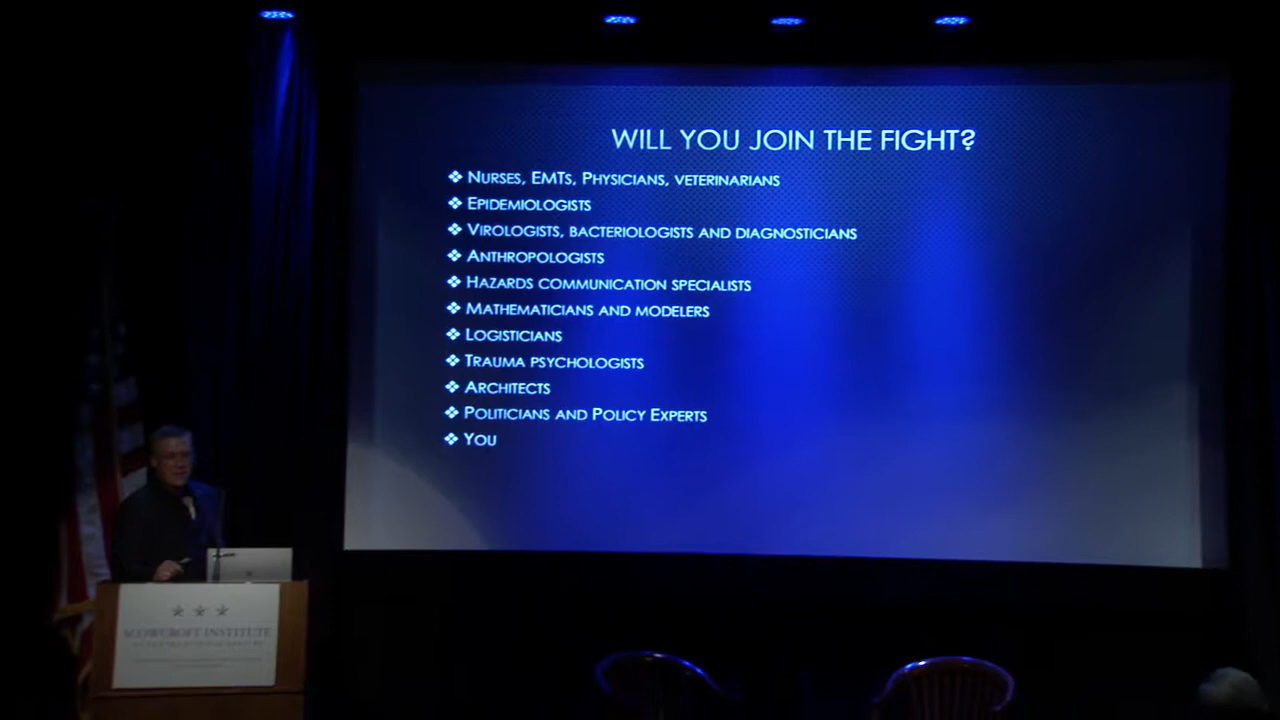 WILL YOU JOIN THE FIGHT?
❖ NURSES, EMTS, PHYSICIANS, VETERINARIANS
❖ EPIDEMIOLOGISTS
❖ VIROLOGISTS, BACTERIOLOGISTS AND DIAGNOSTICIANS
❖ ANTHROPOLOGISTS
❖ HAZARDS COMMUNICATION SPECIALISTS
❖ MATHEMATICIANS AND MODELERS
❖ LOGISTICIANS
❖ TRAUMA PSYCHOLOGISTS
❖ ARCHITECTS
❖ POLITICIANS AND POLICY EXPERTS
❖ YOU
SCOWCROFT INSTITUTE